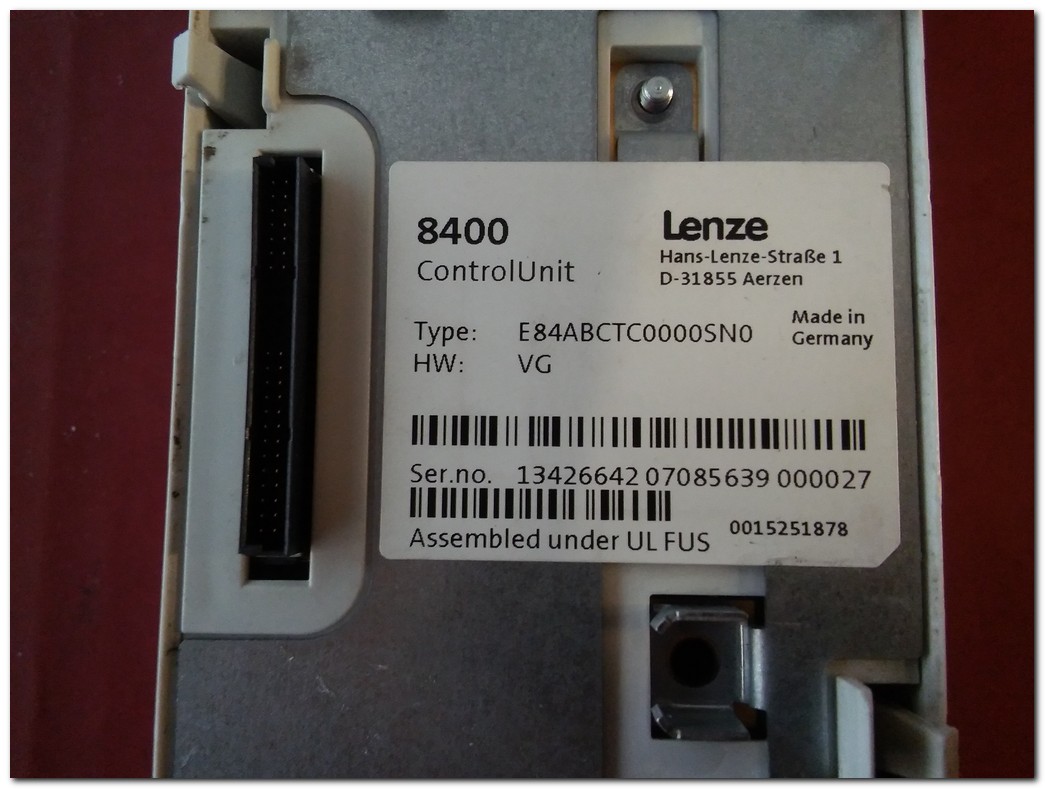 8400
ControlUnit
Lenze
Hans-Lenze-Straße 1
D-31855 Aerzen
Type: E84ABCTC0000SN0
HW: VG
Made in
Germany
Ser.no. 13426642 07085639 000027
Assembled under UL FUS
0015251878